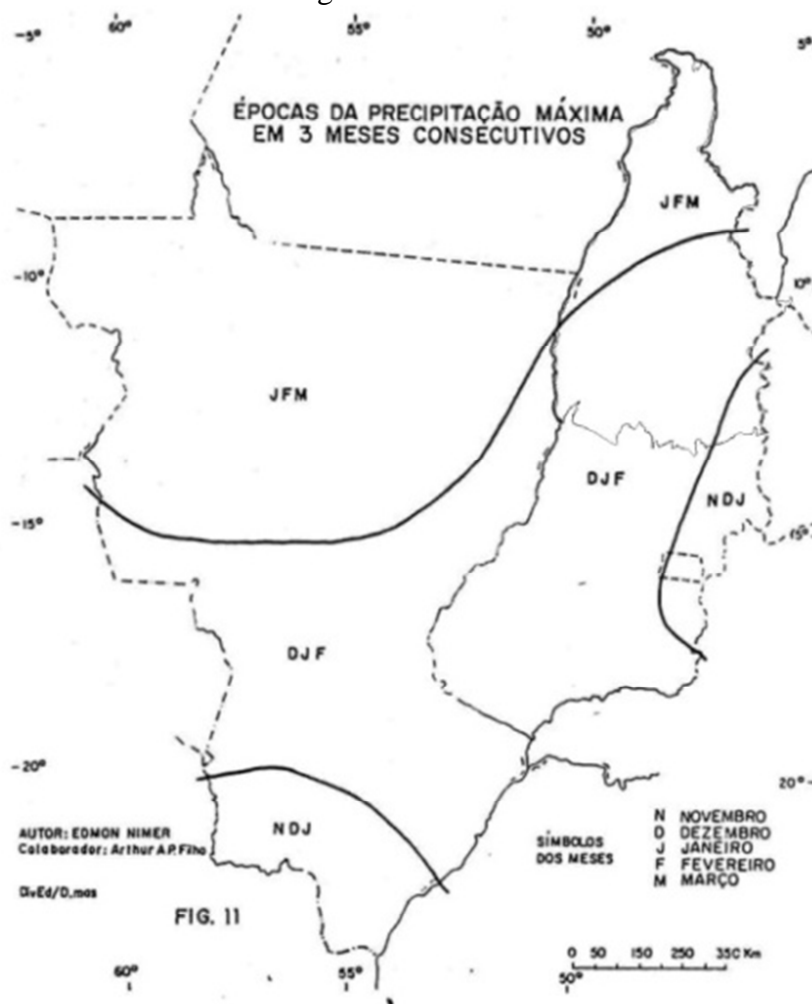 60° 55° 50°
-5° 5°
ÉPOCAS DA PRECIPITAÇÃO MÁXIMA
EM 3 MESES CONSECUTIVOS
JFM
-10° 10°
JFM
DJF
NDJ
-15° 15°
DJF
-20° 20°
NDJ
AUTOR: EDMON NIMER
Colaborador: Arthur A.P. Filho
DivEd/D.mas
FIG. 11
SÍMBOLOS
DOS MESES
N NOVEMBRO
D DEZEMBRO
J JANEIRO
F FEVEREIRO
M MARÇO
0 50 150 250 350 Km
60° 55° 50°